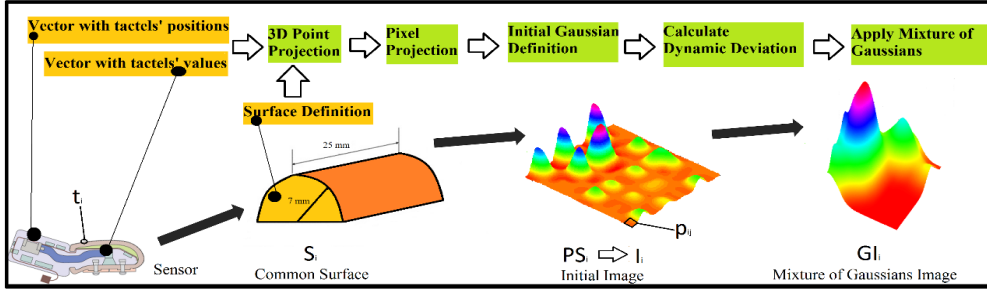 Vector with tactels' positions
Vector with tactels' values
3D Point
Projection
Pixel
Projection
Initial Gaussian
Definition
Calculate
Dynamic Deviation
Apply Mixture of
Gaussians
Surface Definition
25 mm
7 mm
tᵢ
Sensor
Sᵢ
Common Surface
pᵢⱼ
PSᵢ ⇨ Iᵢ
Initial Image
GIᵢ
Mixture of Gaussians Image